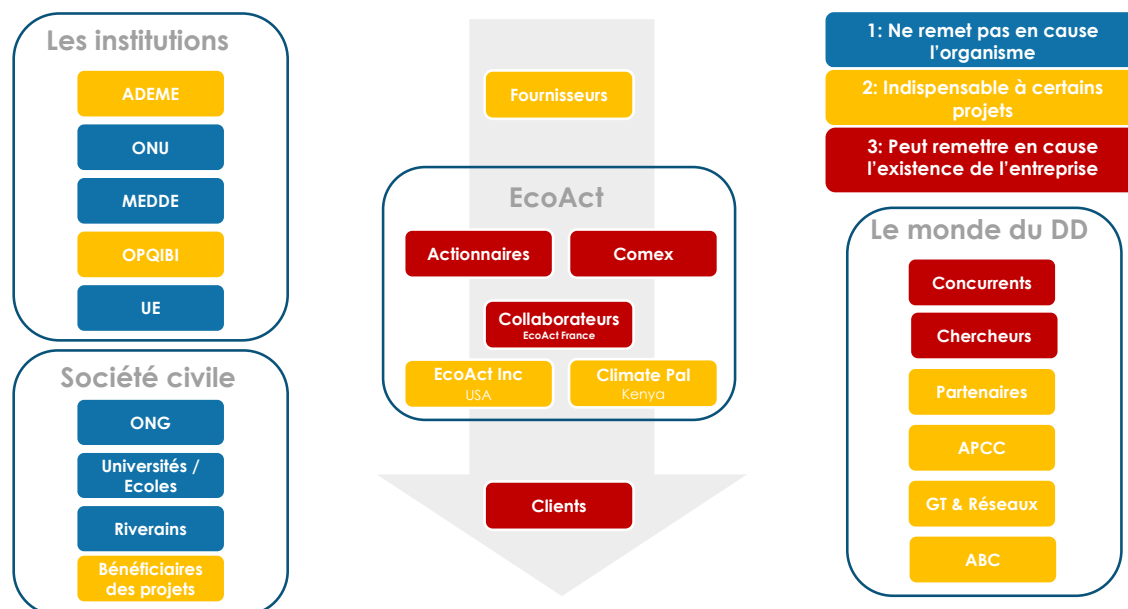 Les institutions
ADEME
ONU
MEDDE
OPQIBI
UE
Société civile
ONG
Universités /
Ecoles
Riverains
Bénéficiaires
des projets
Fournisseurs
EcoAct
Actionnaires
Comex
Collaborateurs
EcoAct France
EcoAct Inc
USA
Climate Pal
Kenya
Clients
1: Ne remet pas en cause
l’organisme
2: Indispensable à certains
projets
3: Peut remettre en cause
l’existence de l’entreprise
Le monde du DD
Concurrents
Chercheurs
Partenaires
APCC
GT & Réseaux
ABC